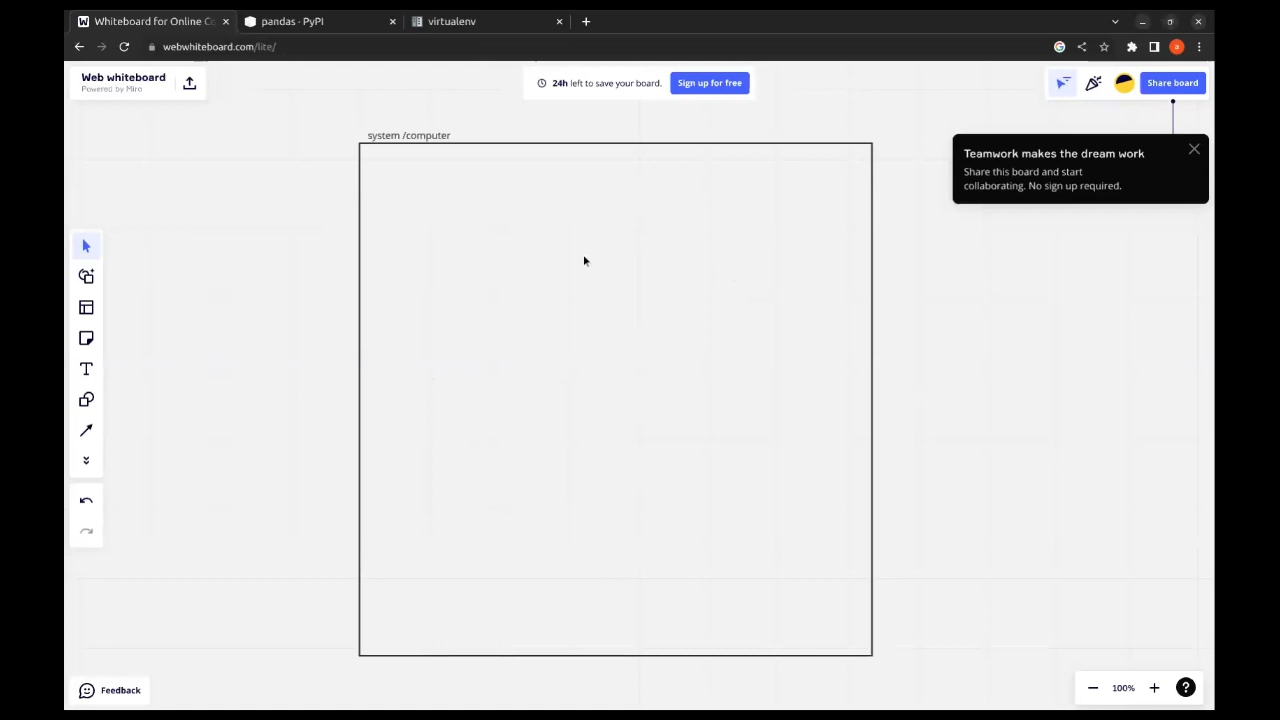 Whiteboard for Online Co
pandas · PyPI
virtualenv
webwhiteboard.com/lite/
a
Web whiteboard
Powered by Miro
24h left to save your board.
Sign up for free
Share board
system /computer
Teamwork makes the dream work
Share this board and start
collaborating. No sign up required.
T
Feedback
100%